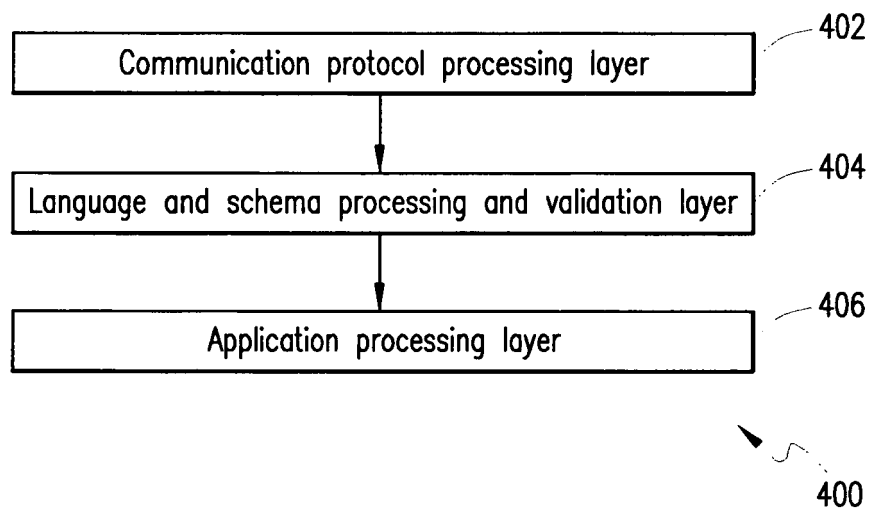 402
Communication protocol processing layer
404
Language and schema processing and validation layer
406
Application processing layer
400